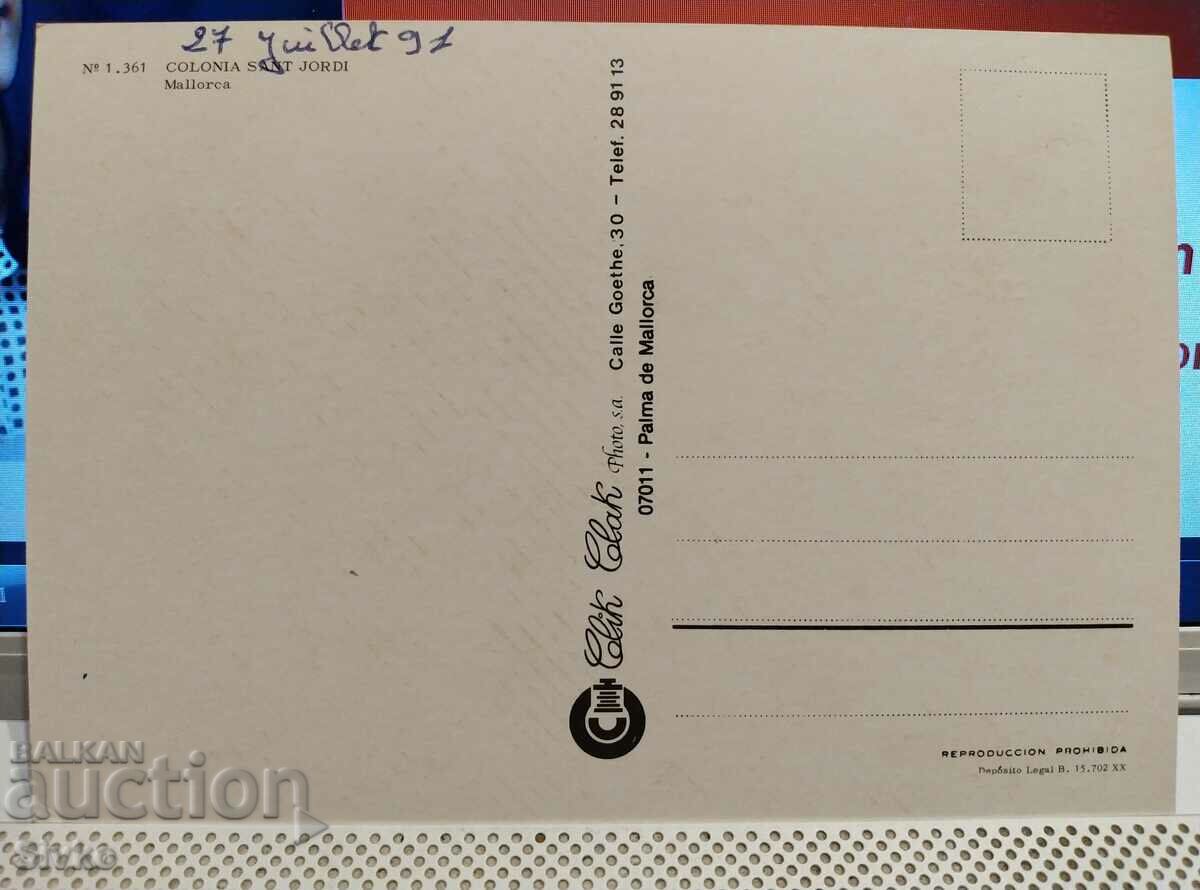 27 juillet 91
Nº 1.361 COLONIA SANT JORDI
Mallorca
Clik Clak Photo, s.a. Calle Goethe, 30 - Telef. 28 91 13
07011 - Palma de Mallorca
REPRODUCCION PROHIBIDA
Depósito Legal B. 15.702 XX
BALKAN
auction
Sivko